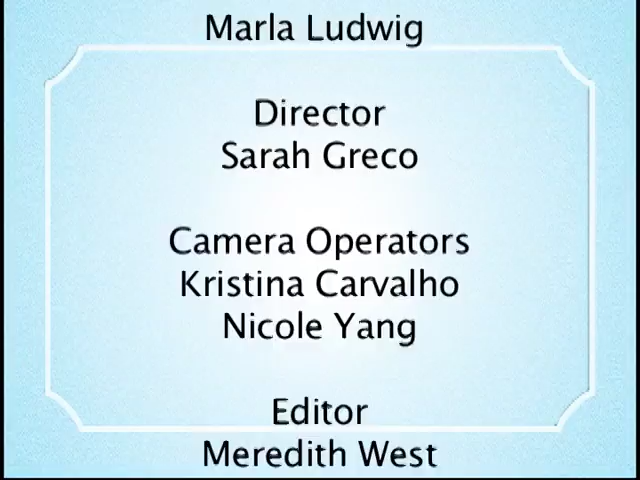 Marla Ludwig
Director
Sarah Greco
Camera Operators
Kristina Carvalho
Nicole Yang
Editor
Meredith West